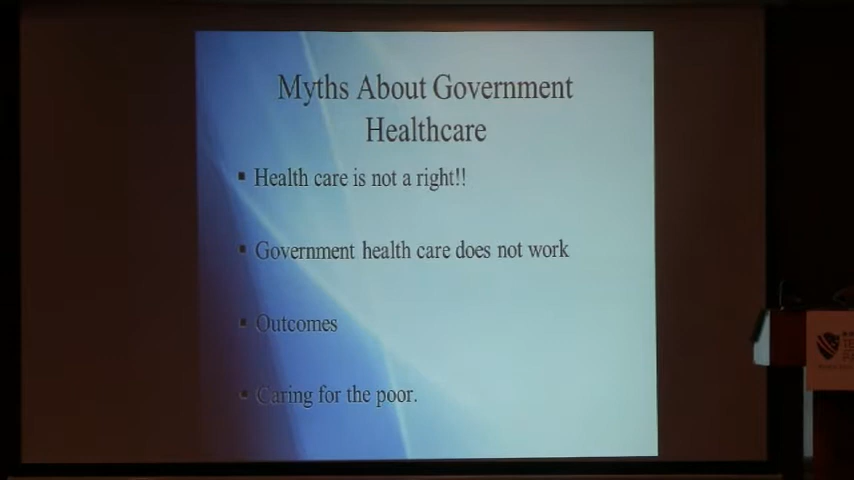 Myths About Government
Healthcare
▪ Health care is not a right!!
▪ Government health care does not work
▪ Outcomes
▪ Caring for the poor.